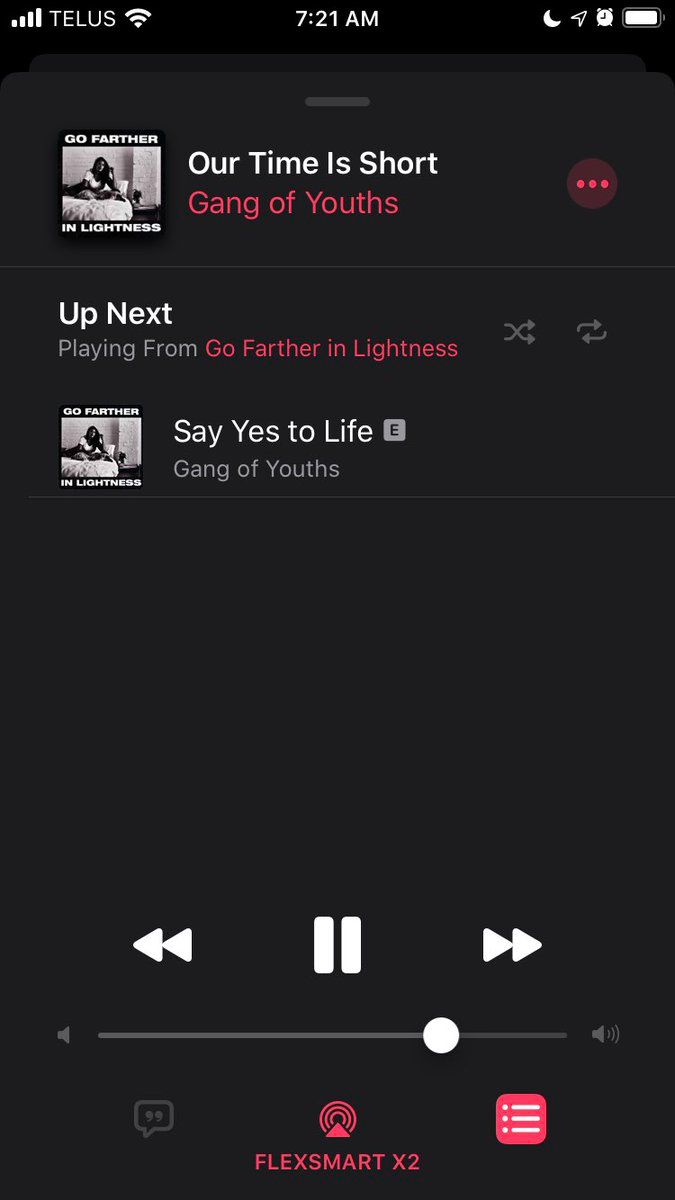 TELUS 7:21 AM
GO FARTHER
IN LIGHTNESS
Our Time Is Short
Gang of Youths
Up Next
Playing From Go Farther in Lightness
GO FARTHER
IN LIGHTNESS
Say Yes to Life E
Gang of Youths
FLEXSMART X2